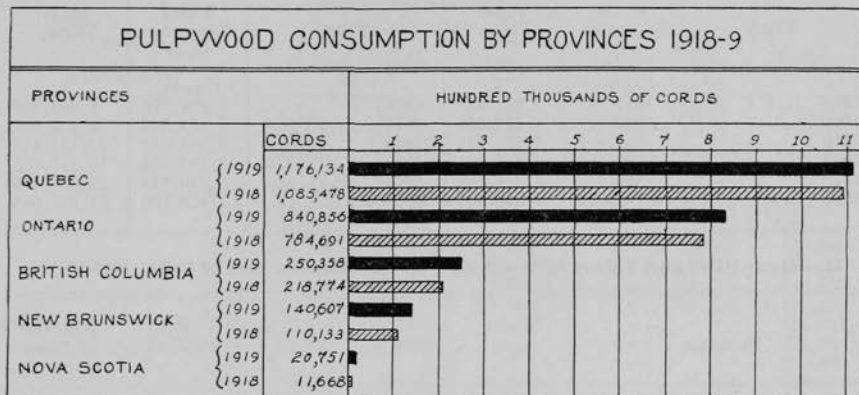 PULPWOOD CONSUMPTION BY PROVINCES 1918-9
PROVINCES HUNDRED THOUSANDS OF CORDS
CORDS 1 2 3 4 5 6 7 8 9 10 11
QUEBEC
1919 1,176,134
1918 1,085,478
ONTARIO
1919 840,856
1918 784,691
BRITISH COLUMBIA
1919 250,358
1918 218,774
NEW BRUNSWICK
1919 140,607
1918 110,133
NOVA SCOTIA
1919 20,751
1918 11,668